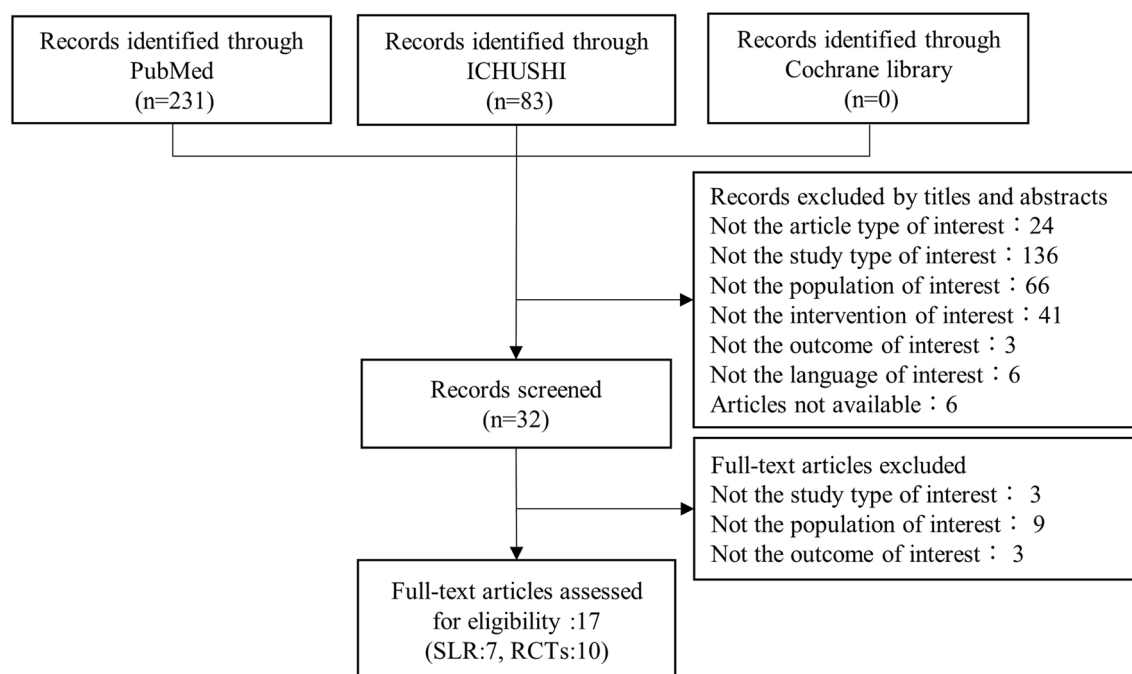 Records identified through
PubMed
(n=231)
Records identified through
ICHUSHI
(n=83)
Records identified through
Cochrane library
(n=0)
Records excluded by titles and abstracts
Not the article type of interest：24
Not the study type of interest：136
Not the population of interest：66
Not the intervention of interest：41
Not the outcome of interest：3
Not the language of interest：6
Articles not available：6
Records screened
(n=32)
Full-text articles excluded
Not the study type of interest： 3
Not the population of interest： 9
Not the outcome of interest： 3
Full-text articles assessed
for eligibility :17
(SLR:7, RCTs:10)